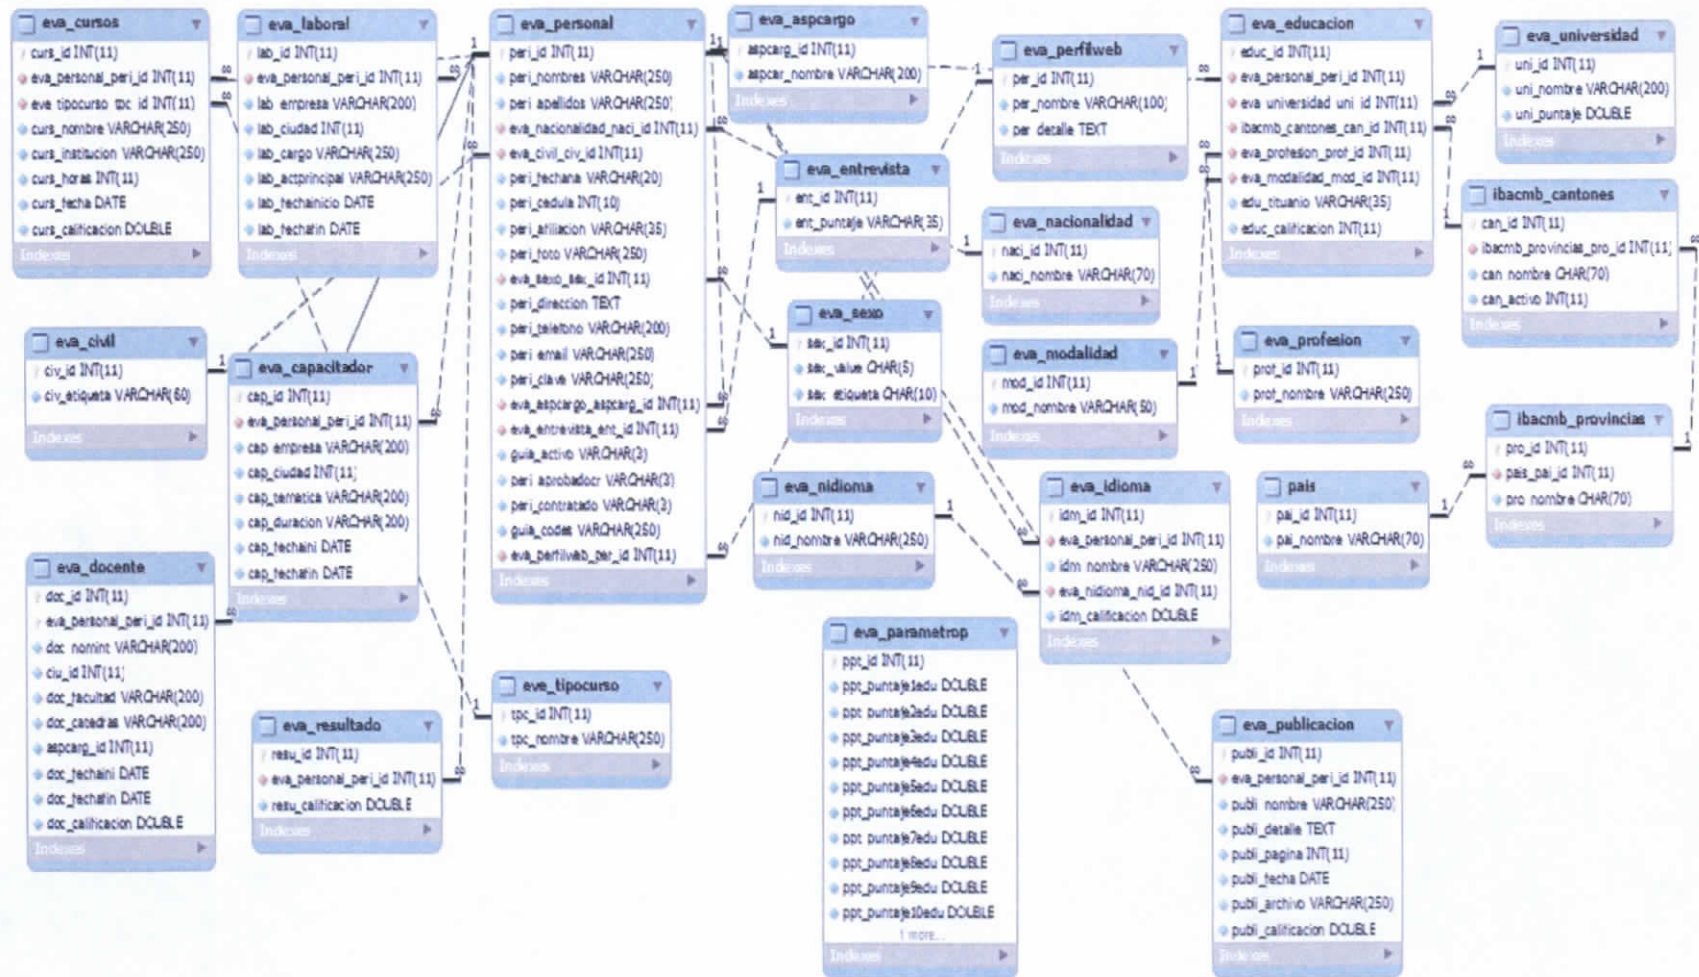 eva_cursos
curs_id INT(11)
eva_personal_peri_id INT(11)
eve_tipocurso_tpc_id INT(11)
curs_nombre VARCHAR(250)
curs_institucion VARCHAR(250)
curs_horas INT(11)
curs_fecha DATE
curs_calificacion DOUBLE
Indexes
eva_laboral
lab_id INT(11)
eva_personal_peri_id INT(11)
lab_empresa VARCHAR(200)
lab_ciudad INT(11)
lab_cargo VARCHAR(250)
lab_actprincipal VARCHAR(250)
lab_fechainicio DATE
lab_fechafin DATE
Indexes
eva_personal
peri_id INT(11)
peri_nombres VARCHAR(250)
peri_apellidos VARCHAR(250)
eva_nacionalidad_naci_id INT(11)
eva_civil_civ_id INT(11)
peri_fechana VARCHAR(20)
peri_cedula INT(10)
peri_afiliacion VARCHAR(35)
peri_foto VARCHAR(250)
eva_sexo_sex_id INT(11)
peri_direccion TEXT
peri_telefono VARCHAR(200)
peri_email VARCHAR(250)
peri_clave VARCHAR(250)
eva_aspcargo_aspcarg_id INT(11)
eva_entrevista_ent_id INT(11)
guia_activo VARCHAR(3)
peri_aprobadocr VARCHAR(3)
peri_contratado VARCHAR(3)
guia_codes VARCHAR(250)
eva_perfilweb_per_id INT(11)
Indexes
eva_aspcargo
aspcarg_id INT(11)
aspcar_nombre VARCHAR(200)
Indexes
eva_perfilweb
per_id INT(11)
per_nombre VARCHAR(100)
per_detalle TEXT
Indexes
eva_educacion
educ_id INT(11)
eva_personal_peri_id INT(11)
eva_universidad_uni_id INT(11)
ibacmb_cantones_can_id INT(11)
eva_profesion_prof_id INT(11)
eva_modalidad_mod_id INT(11)
edu_tituanio VARCHAR(35)
educ_calificacion INT(11)
Indexes
eva_universidad
uni_id INT(11)
uni_nombre VARCHAR(200)
uni_puntaje DOUBLE
Indexes
eva_entrevista
ent_id INT(11)
ent_puntaje VARCHAR(35)
Indexes
eva_nacionalidad
naci_id INT(11)
naci_nombre VARCHAR(70)
Indexes
ibacmb_cantones
can_id INT(11)
ibacmb_provincias_pro_id INT(11)
can_nombre CHAR(70)
can_activo INT(11)
Indexes
eva_civil
civ_id INT(11)
civ_etiqueta VARCHAR(60)
Indexes
eva_capacitador
cap_id INT(11)
eva_personal_peri_id INT(11)
cap_empresa VARCHAR(200)
cap_ciudad INT(11)
cap_tematica VARCHAR(200)
cap_duracion VARCHAR(200)
cap_fechaini DATE
cap_fechafin DATE
Indexes
eva_sexo
sex_id INT(11)
sex_value CHAR(5)
sex_etiqueta CHAR(10)
Indexes
eva_modalidad
mod_id INT(11)
mod_nombre VARCHAR(50)
Indexes
eva_profesion
prof_id INT(11)
prof_nombre VARCHAR(250)
Indexes
ibacmb_provincias
pro_id INT(11)
pais_pai_id INT(11)
pro_nombre CHAR(70)
Indexes
eva_nidioma
nid_id INT(11)
nid_nombre VARCHAR(250)
Indexes
eva_idioma
idm_id INT(11)
eva_personal_peri_id INT(11)
idm_nombre VARCHAR(250)
eva_nidioma_nid_id INT(11)
idm_calificacion DOUBLE
Indexes
pais
pai_id INT(11)
pai_nombre VARCHAR(70)
Indexes
eva_docente
doc_id INT(11)
eva_personal_peri_id INT(11)
doc_nomint VARCHAR(200)
ciu_id INT(11)
doc_facultad VARCHAR(200)
doc_catedras VARCHAR(200)
aspcarg_id INT(11)
doc_fechaini DATE
doc_fechafin DATE
doc_calificacion DOUBLE
Indexes
eva_resultado
resu_id INT(11)
eva_personal_peri_id INT(11)
resu_calificacion DOUBLE
Indexes
eve_tipocurso
tpc_id INT(11)
tpc_nombre VARCHAR(250)
Indexes
eva_parametrop
ppt_id INT(11)
ppt_puntaje1edu DOUBLE
ppt_puntaje2edu DOUBLE
ppt_puntaje3edu DOUBLE
ppt_puntaje4edu DOUBLE
ppt_puntaje5edu DOUBLE
ppt_puntaje6edu DOUBLE
ppt_puntaje7edu DOUBLE
ppt_puntaje8edu DOUBLE
ppt_puntaje9edu DOUBLE
ppt_puntaje10edu DOUBLE
1 more...
Indexes
eva_publicacion
publi_id INT(11)
eva_personal_peri_id INT(11)
publi_nombre VARCHAR(250)
publi_detalle TEXT
publi_pagina INT(11)
publi_fecha DATE
publi_archivo VARCHAR(250)
publi_calificacion DOUBLE
Indexes